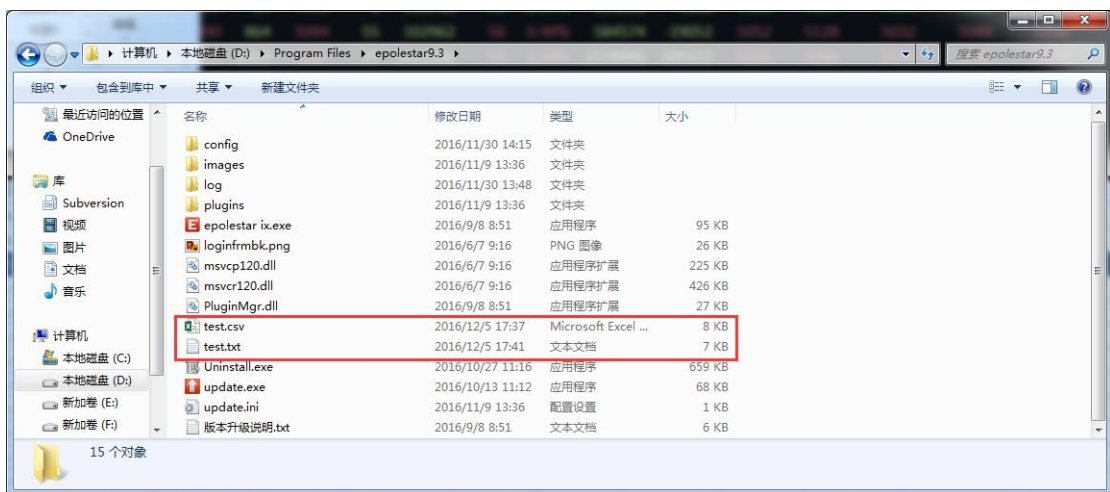 计算机 ▸ 本地磁盘 (D:) ▸ Program Files ▸ epolestar9.3 ▸ 搜索 epolestar9.3
组织 包含到库中 共享 新建文件夹
最近访问的位置
OneDrive
库
Subversion
视频
图片
文档
音乐
计算机
本地磁盘 (C:)
本地磁盘 (D:)
新加卷 (E:)
新加卷 (F:)
名称 修改日期 类型 大小
config 2016/11/30 14:15 文件夹
images 2016/11/9 13:36 文件夹
log 2016/11/30 13:48 文件夹
plugins 2016/11/9 13:36 文件夹
epolestar ix.exe 2016/9/8 8:51 应用程序 95 KB
loginfrmbk.png 2016/6/7 9:16 PNG 图像 26 KB
msvcp120.dll 2016/6/7 9:16 应用程序扩展 225 KB
msvcr120.dll 2016/6/7 9:16 应用程序扩展 426 KB
PluginMgr.dll 2016/9/8 8:51 应用程序扩展 27 KB
test.csv 2016/12/5 17:37 Microsoft Excel ... 8 KB
test.txt 2016/12/5 17:41 文本文档 7 KB
Uninstall.exe 2016/10/27 11:16 应用程序 659 KB
update.exe 2016/10/13 11:12 应用程序 68 KB
update.ini 2016/11/9 13:36 配置设置 1 KB
版本升级说明.txt 2016/9/8 8:51 文本文档 6 KB
15 个对象